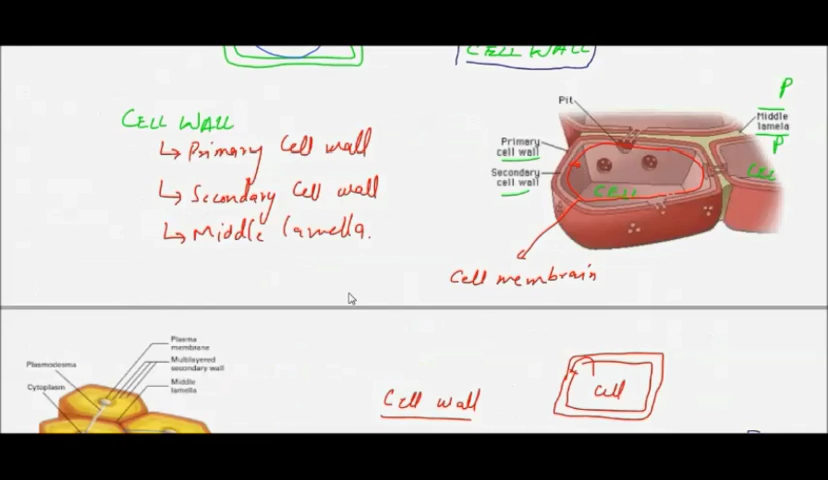 CELL WALL
CELL WALL
↳ Primary Cell wall
↳ Secondary Cell wall
↳ Middle lamella.
Pit
P
Middle
lamela
P
Primary
cell wall
Secondary
cell wall
CELL
CEL
Cell membrain
Plasma
membrane
Plasmodesma
Multilayered
secondary wall
Cytoplasm
Middle
lamella
Cell wall
Cell